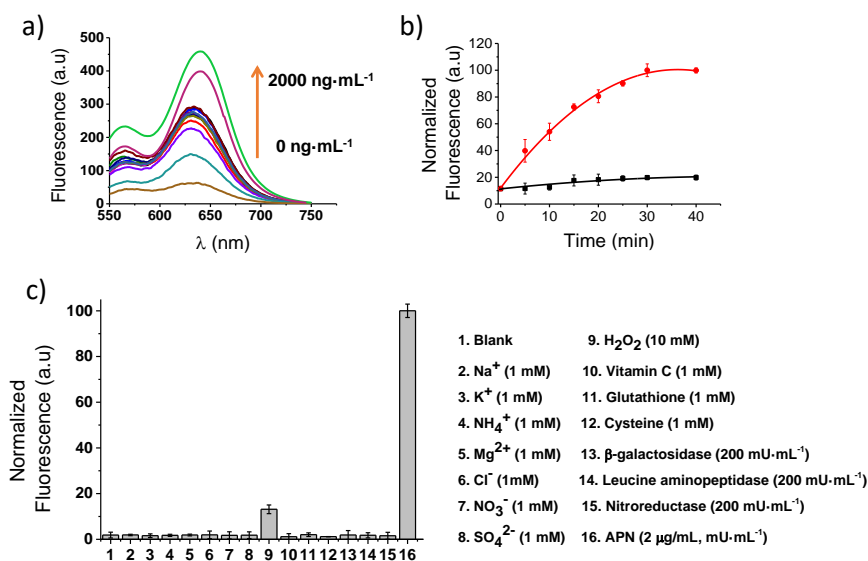 a)
Fluorescence (a.u)
500
400
300
200
100
0
550 600 650 700 750
λ (nm)
2000 ng·mL⁻¹
0 ng·mL⁻¹
b)
Normalized
Fluorescence (a.u)
120
100
80
60
40
20
0
0 10 20 30 40
Time (min)
c)
Normalized
Fluorescence (a.u)
100
80
60
40
20
0
1 2 3 4 5 6 7 8 9 10 11 12 13 14 15 16
1. Blank
2. Na⁺ (1 mM)
3. K⁺ (1 mM)
4. NH₄⁺ (1 mM)
5. Mg²⁺ (1 mM)
6. Cl⁻ (1mM)
7. NO₃⁻ (1 mM)
8. SO₄²⁻ (1 mM)
9. H₂O₂ (10 mM)
10. Vitamin C (1 mM)
11. Glutathione (1 mM)
12. Cysteine (1 mM)
13. β-galactosidase (200 mU·mL⁻¹)
14. Leucine aminopeptidase (200 mU·mL⁻¹)
15. Nitroreductase (200 mU·mL⁻¹)
16. APN (2 μg/mL, mU·mL⁻¹)